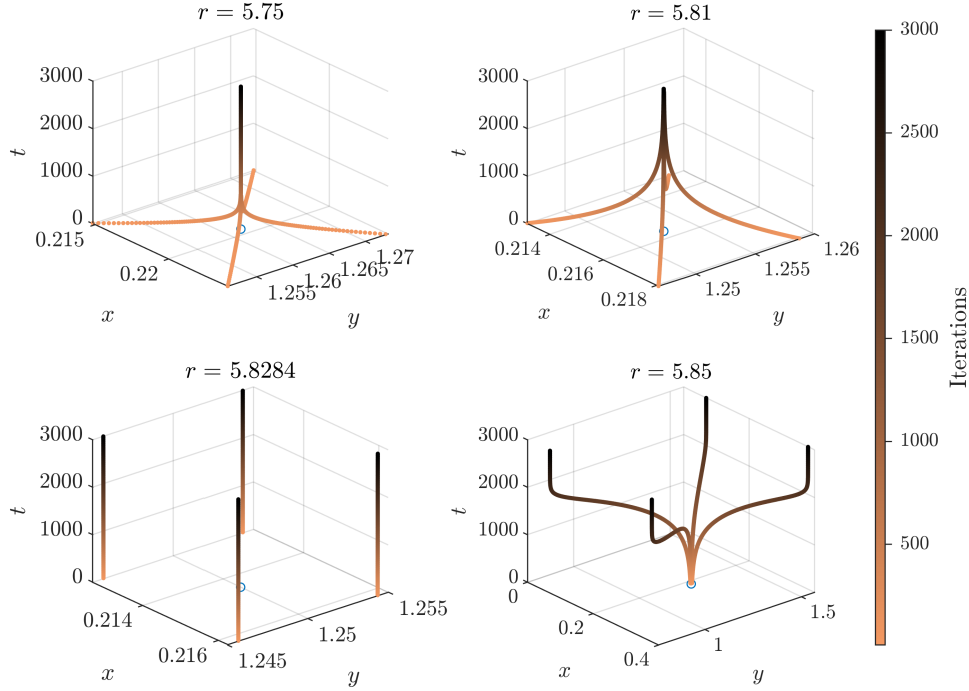 r = 5.75
3000
2000
1000
0
t
0.215
0.22
x
1.255
1.26
1.265
1.27
y
r = 5.81
3000
2000
1000
0
t
0.214
0.216
0.218
x
1.25
1.255
1.26
y
r = 5.8284
3000
2000
1000
0
t
0.214
0.216
x
1.245
1.25
1.255
y
r = 5.85
3000
2000
1000
0
t
0
0.2
0.4
x
1
1.5
y
3000
2500
2000
1500
1000
500
Iterations